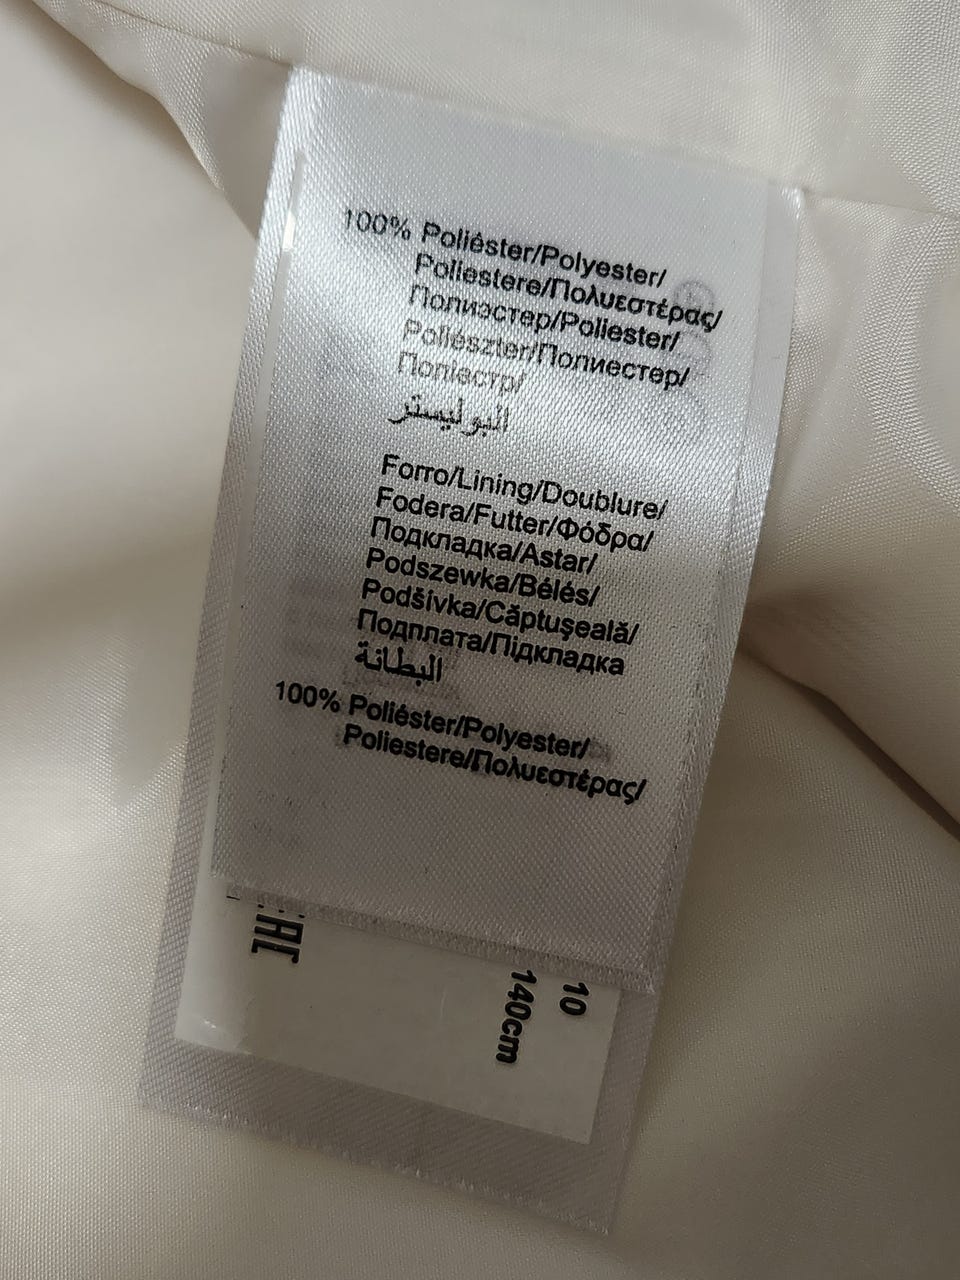 100% Poliéster/Polyester/
Poliestere/Πολυεστέρας/
Полиэстер/Poliester/
Poliészter/Полиестер/
Поліестр/
البوليستر
Forro/Lining/Doublure/
Fodera/Futter/Φόδρα/
Подкладка/Astar/
Podszewka/Bélés/
Podšívka/Căptuşeală/
Подплата/Підкладка
البطانة
100% Poliéster/Polyester/
Poliestere/Πολυεστέρας/
10
140cm